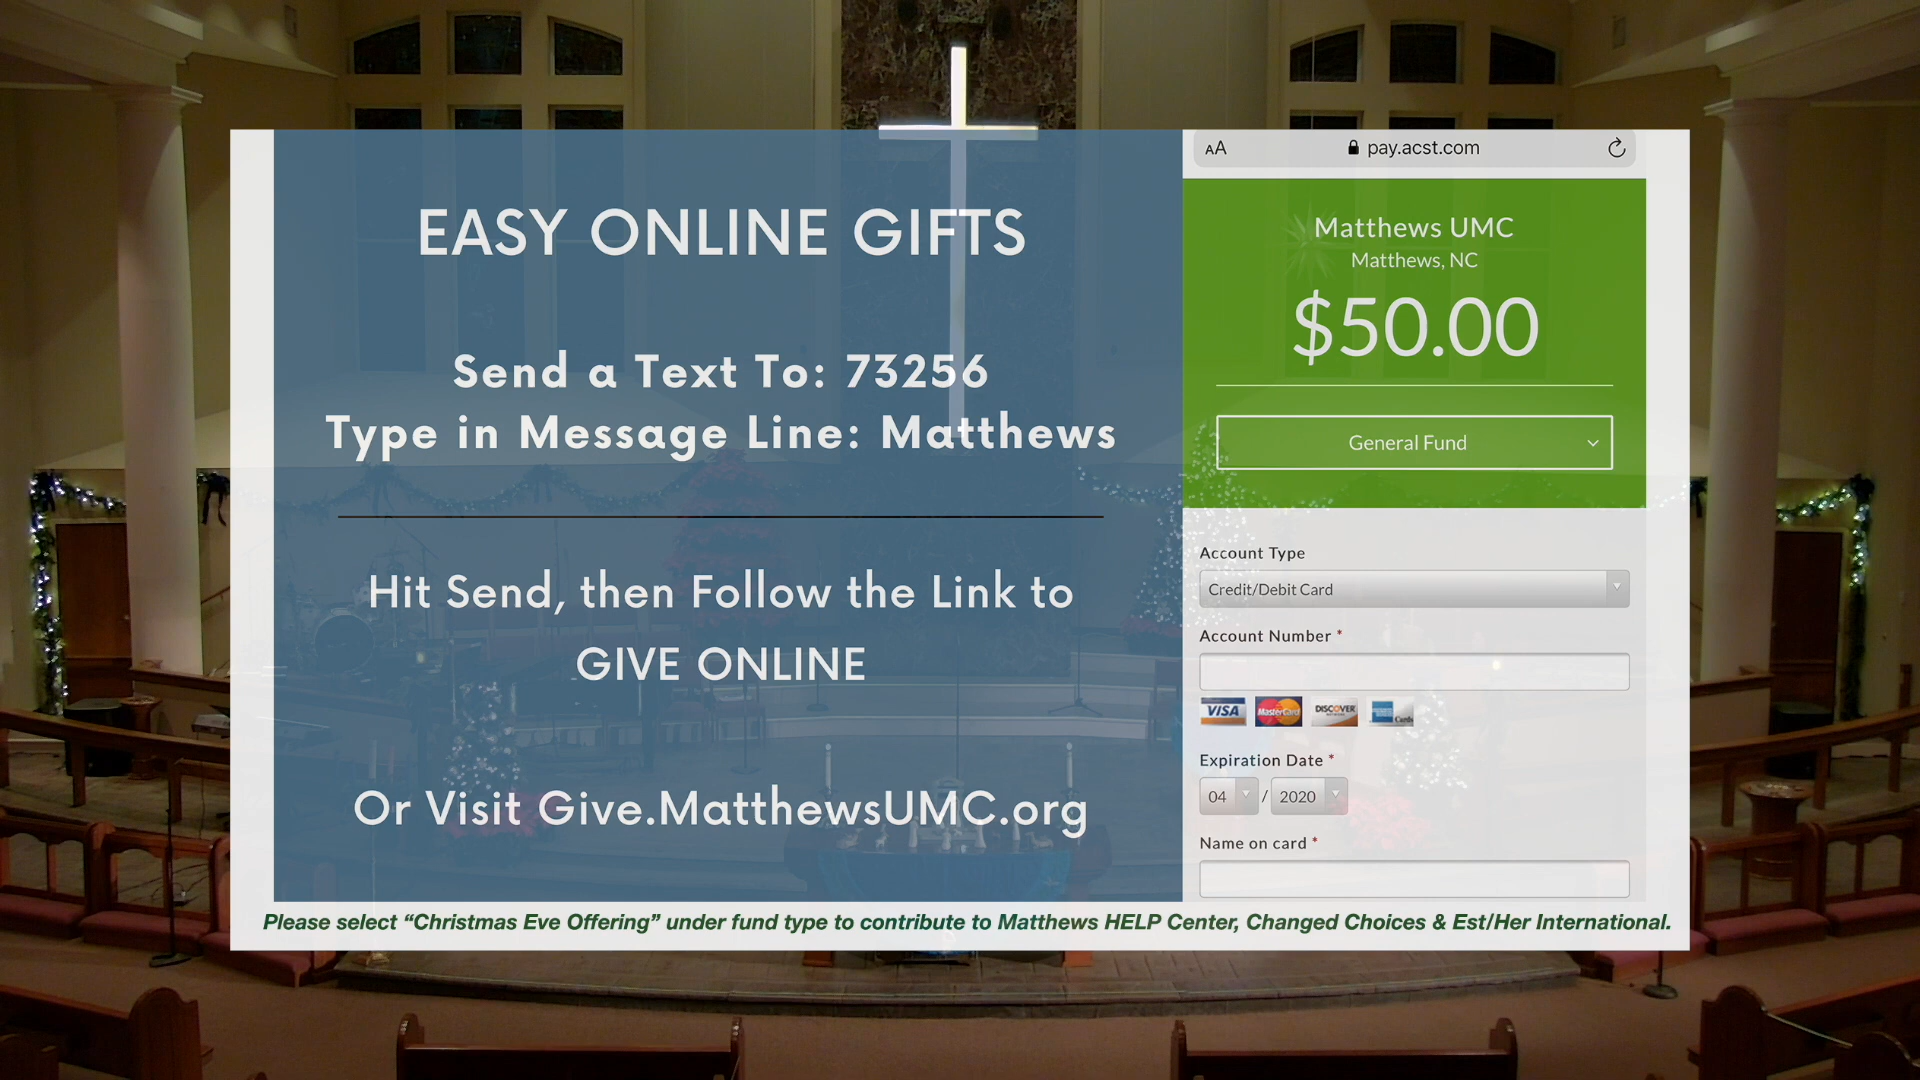 EASY ONLINE GIFTS
Send a Text To: 73256
Type in Message Line: Matthews
Hit Send, then Follow the Link to
GIVE ONLINE
Or Visit Give.MatthewsUMC.org
AA
pay.acst.com
Matthews UMC
Matthews, NC
$50.00
General Fund
Account Type
Credit/Debit Card
Account Number *
VISA MasterCard DISCOVER
Cards
Expiration Date *
04 / 2020
Name on card *
Please select “Christmas Eve Offering” under fund type to contribute to Matthews HELP Center, Changed Choices & Est/Her International.